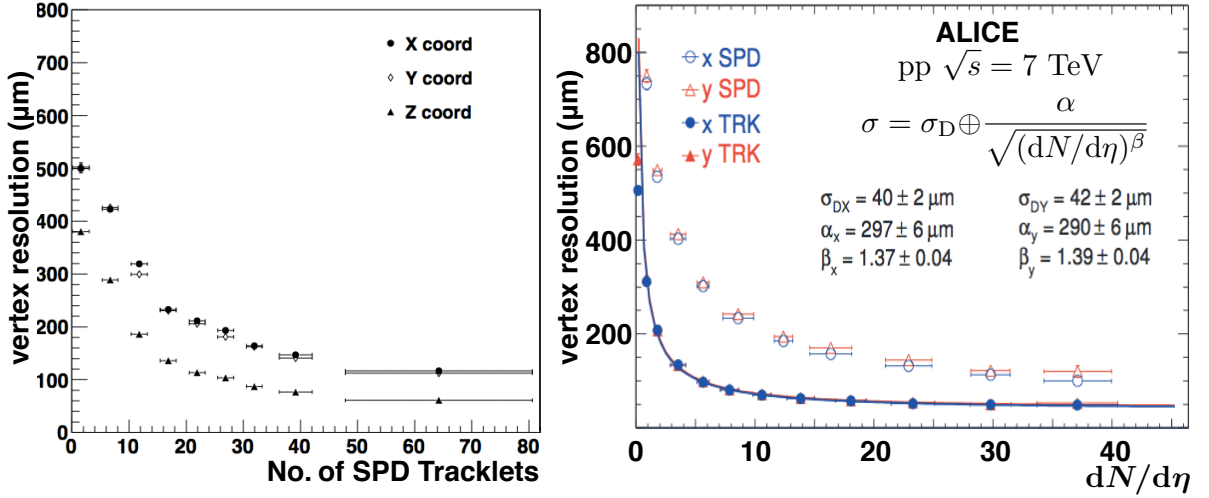 800
700
600
500
400
300
200
100
0
vertex resolution (μm)
X coord
Y coord
Z coord
0 10 20 30 40 50 60 70 80
No. of SPD Tracklets
800
600
400
200
vertex resolution (μm)
ALICE
pp √s = 7 TeV
σ = σ_D ⊕ α / √((dN/dη)^β)
x SPD
y SPD
x TRK
y TRK
σ_DX = 40 ± 2 μm
α_x = 297 ± 6 μm
β_x = 1.37 ± 0.04
σ_DY = 42 ± 2 μm
α_y = 290 ± 6 μm
β_y = 1.39 ± 0.04
0 10 20 30 40
dN/dη